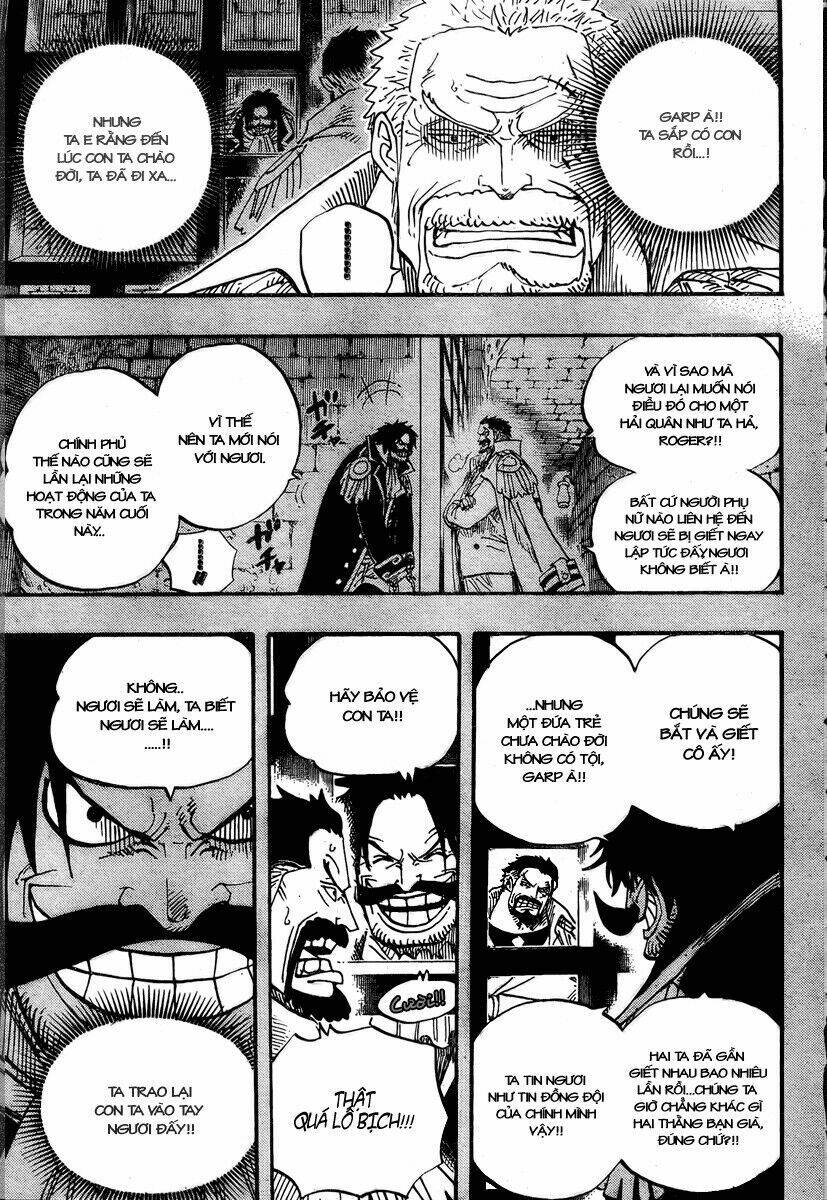 GARP À!!
TA SẮP CÓ CON
RỒI...!
NHƯNG
TA E RẰNG ĐẾN
LÚC CON TA CHÀO
ĐỜI, TA ĐÃ ĐI XA...
VÀ VÌ SAO MÀ
NGƯƠI LẠI MUỐN NÓI
ĐIỀU ĐÓ CHO MỘT
HẢI QUÂN NHƯ TA HẢ,
ROGER?!!
BẤT CỨ NGƯỜI PHỤ
NỮ NÀO LIÊN HỆ ĐẾN
NGƯƠI SẼ BỊ GIẾT NGAY
LẬP TỨC ĐẤY.NGƯƠI
KHÔNG BIẾT À!!
ガチャ
ガチャ
VÌ THẾ
NÊN TA MỚI NÓI
VỚI NGƯƠI.
CHÍNH PHỦ
THẾ NÀO CŨNG SẼ
LẦN LẠI NHỮNG
HOẠT ĐỘNG CỦA TA
TRONG NĂM CUỐI
NÀY...
CHÚNG SẼ
BẮT VÀ GIẾT
CÔ ẤY!
...NHƯNG
MỘT ĐỨA TRẺ
CHƯA CHÀO ĐỜI
KHÔNG CÓ TỘI,
GARP À!!
HAI TA ĐÃ GẦN
GIẾT NHAU BAO NHIÊU
LẦN RỒI...CHÚNG TA
GIỜ CHẲNG KHÁC GÌ
HAI THẰNG BẠN GIÀ,
ĐÚNG CHỨ?!!
TA TIN NGƯƠI
NHƯ TIN ĐỒNG ĐỘI
CỦA CHÍNH MÌNH
VẬY!!
HÃY BẢO VỆ
CON TA!!
Cười!!
THẬT
QUÁ LỐ BỊCH!!!
KHÔNG..
NGƯƠI SẼ LÀM, TA BIẾT
NGƯƠI SẼ LÀM....
.....!!
TA TRAO LẠI
CON TA VÀO TAY
NGƯƠI ĐẤY!!